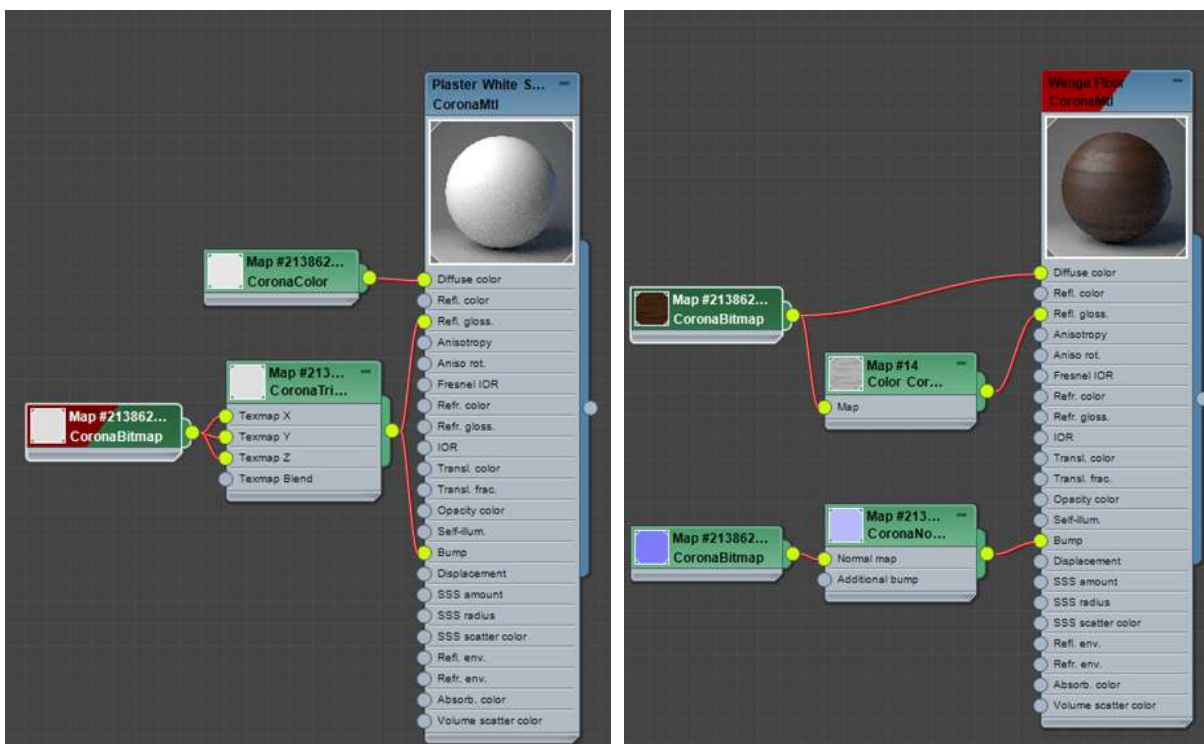 Plaster White S...
CoronaMtl
Map #213862...
CoronaColor
Map #213...
CoronaTri...
Texmap X
Texmap Y
Texmap Z
Texmap Blend
Map #213862...
CoronaBitmap
Diffuse color
Refl. color
Refl. gloss.
Anisotropy
Aniso rot.
Fresnel IOR
Refr. color
Refr. gloss.
IOR
Transl. color
Transl. frac.
Opacity color
Self-illum.
Bump
Displacement
SSS amount
SSS radius
SSS scatter color
Refl. env.
Refr. env.
Absorb. color
Volume scatter color
Wenga Floor
CoronaMtl
Map #213862...
CoronaBitmap
Map #14
Color Cor...
Map
Map #213862...
CoronaBitmap
Map #213...
CoronaNo...
Normal map
Additional bump
Diffuse color
Refl. color
Refl. gloss.
Anisotropy
Aniso rot.
Fresnel IOR
Refr. color
Refr. gloss.
IOR
Transl. color
Transl. frac.
Opacity color
Self-illum.
Bump
Displacement
SSS amount
SSS radius
SSS scatter color
Refl. env.
Refr. env.
Absorb. color
Volume scatter color